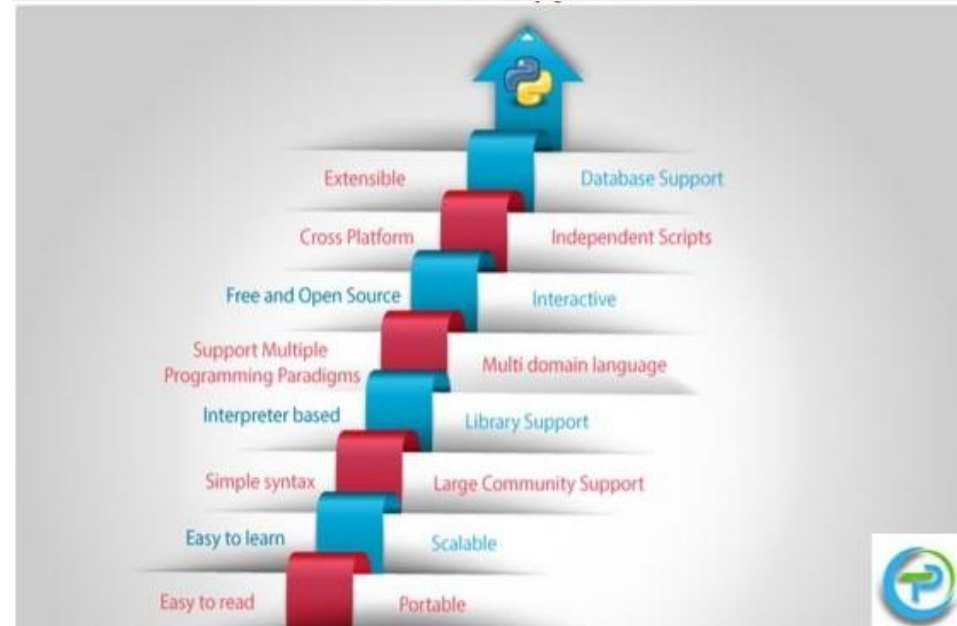 Extensible
Database Support
Cross Platform
Independent Scripts
Free and Open Source
Interactive
Support Multiple
Programming Paradigms
Multi domain language
Interpreter based
Library Support
Simple syntax
Large Community Support
Easy to learn
Scalable
Easy to read
Portable